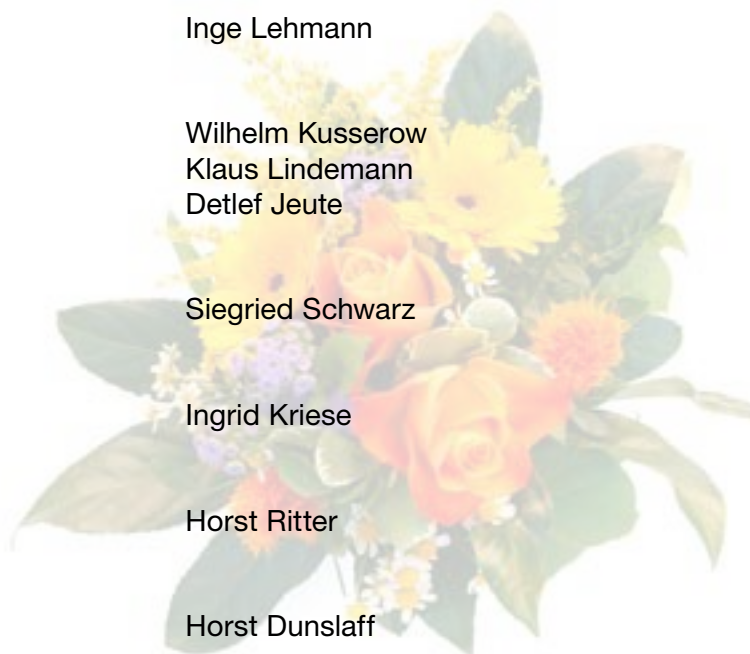 Inge Lehmann
Wilhelm Kusserow
Klaus Lindemann
Detlef Jeute
Siegried Schwarz
Ingrid Kriese
Horst Ritter
Horst Dunslaff